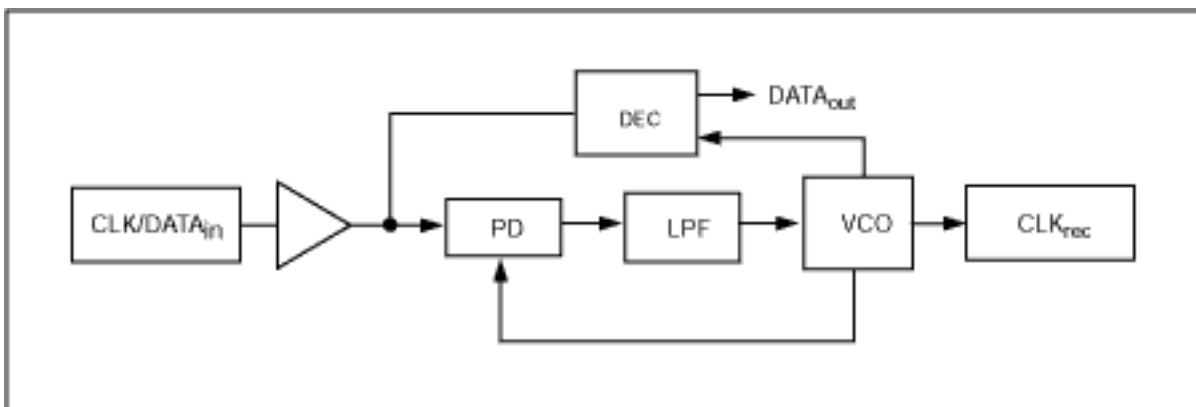 DEC
DATAout
CLK/DATAin
PD
LPF
VCO
CLKrec